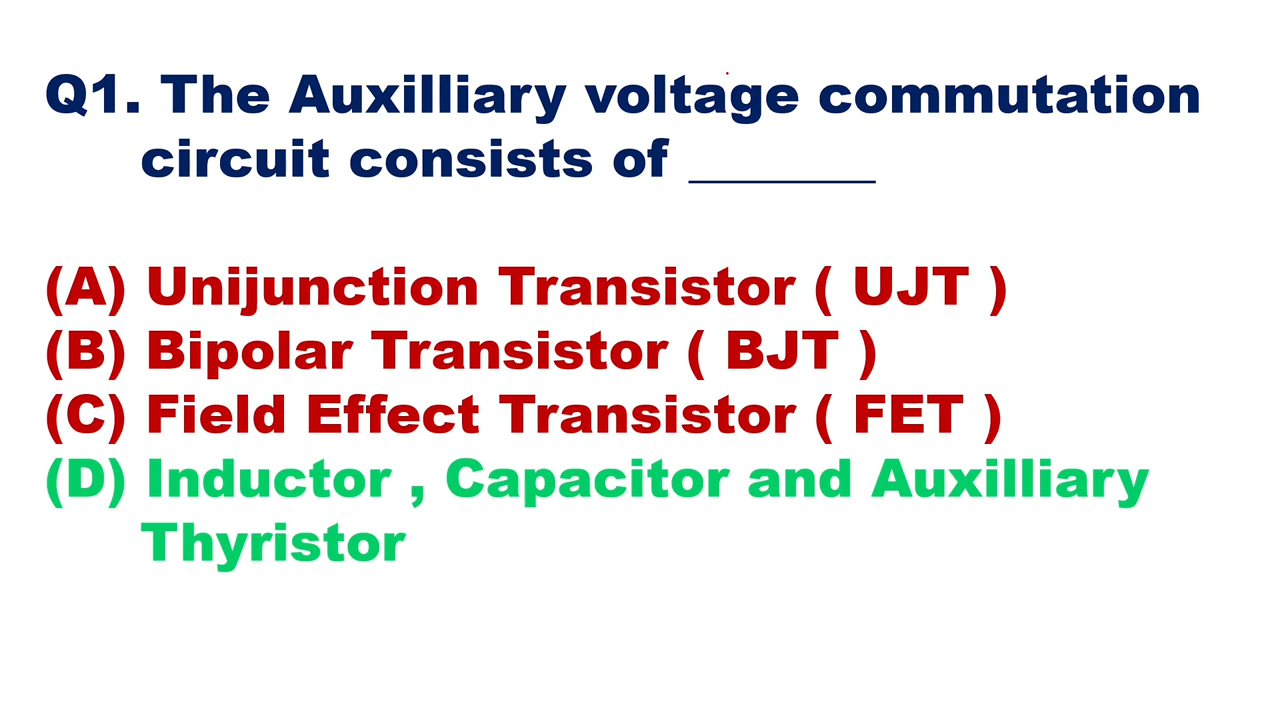 Q1. The Auxilliary voltage commutation
circuit consists of _______
(A) Unijunction Transistor ( UJT )
(B) Bipolar Transistor ( BJT )
(C) Field Effect Transistor ( FET )
(D) Inductor , Capacitor and Auxilliary
Thyristor